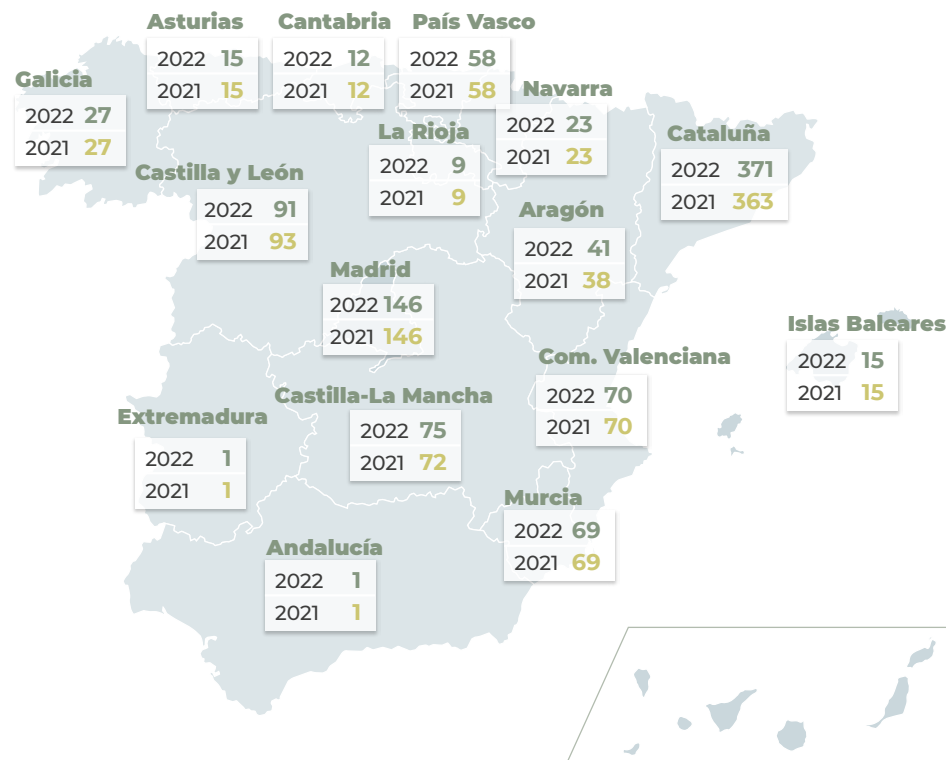 Asturias
2022 15
2021 15
Cantabria
2022 12
2021 12
País Vasco
2022 58
2021 58
Galicia
2022 27
2021 27
Navarra
2022 23
2021 23
La Rioja
2022 9
2021 9
Cataluña
2022 371
2021 363
Castilla y León
2022 91
2021 93
Aragón
2022 41
2021 38
Madrid
2022 146
2021 146
Islas Baleares
2022 15
2021 15
Com. Valenciana
2022 70
2021 70
Castilla-La Mancha
2022 75
2021 72
Extremadura
2022 1
2021 1
Murcia
2022 69
2021 69
Andalucía
2022 1
2021 1